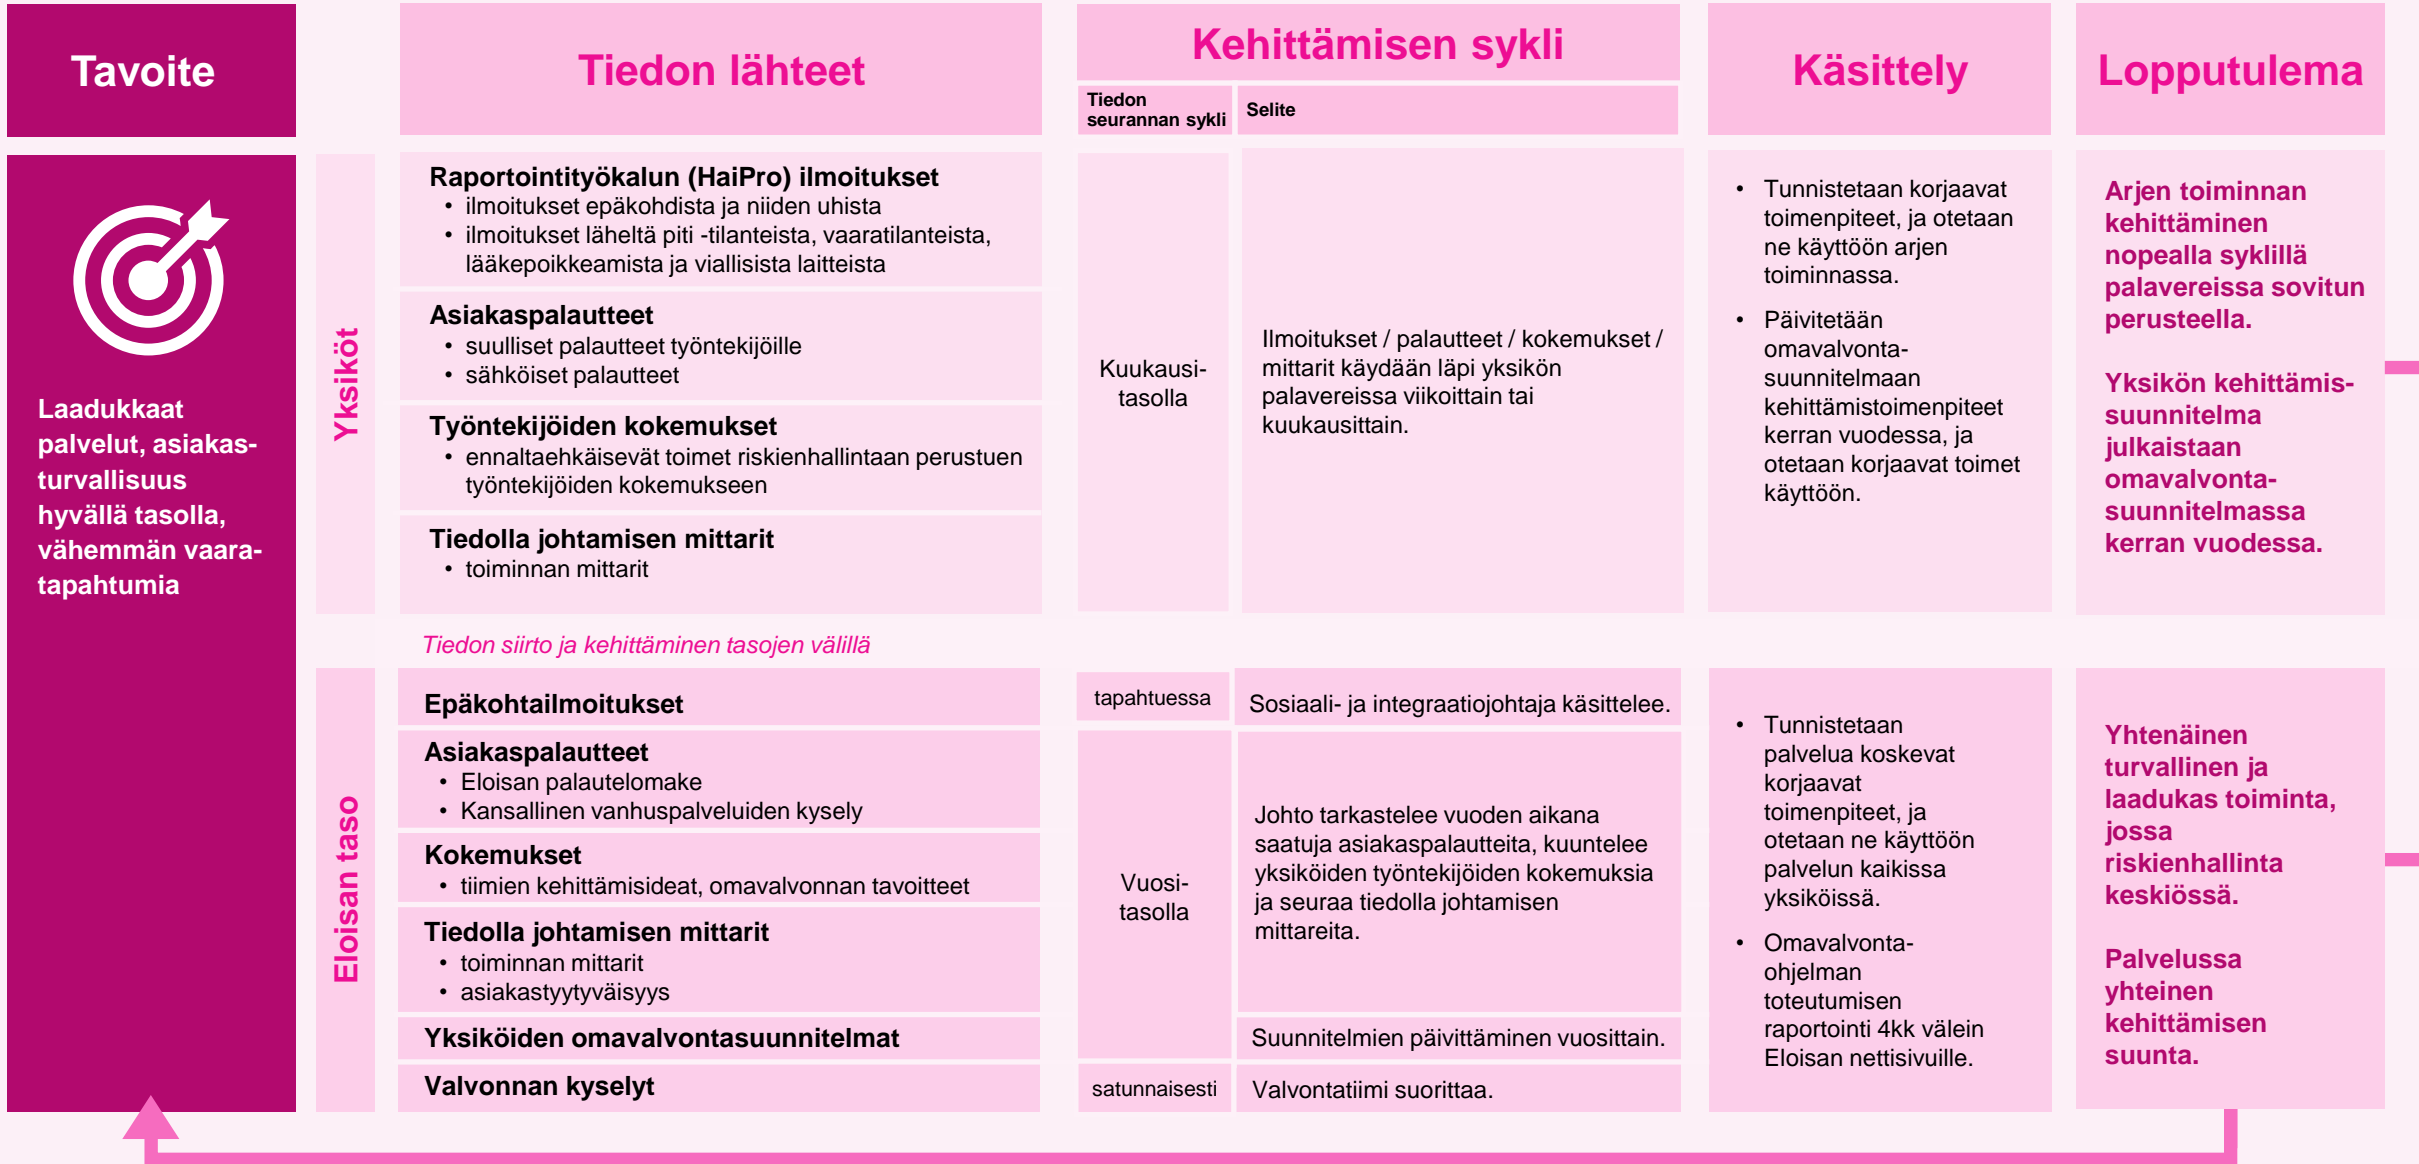 Tavoite
Tiedon lähteet
Kehittämisen sykli
Tiedon
seurannan sykli
Selite
Käsittely
Lopputulema
Laadukkaat
palvelut, asiakas-
turvallisuus
hyvällä tasolla,
vähemmän vaara-
tapahtumia
Yksiköt
Raportointityökalun (HaiPro) ilmoitukset
• ilmoitukset epäkohdista ja niiden uhista
• ilmoitukset läheltä piti -tilanteista, vaaratilanteista,
lääkepoikkeamista ja viallisista laitteista
Asiakaspalautteet
• suulliset palautteet työntekijöille
• sähköiset palautteet
Työntekijöiden kokemukset
• ennaltaehkäisevät toimet riskienhallintaan perustuen
työntekijöiden kokemukseen
Tiedolla johtamisen mittarit
• toiminnan mittarit
Kuukausi-
tasolla
Ilmoitukset / palautteet / kokemukset /
mittarit käydään läpi yksikön
palavereissa viikoittain tai
kuukausittain.
• Tunnistetaan korjaavat
toimenpiteet, ja otetaan
ne käyttöön arjen
toiminnassa.
• Päivitetään
omavalvonta-
suunnitelmaan
kehittämistoimenpiteet
kerran vuodessa, ja
otetaan korjaavat toimet
käyttöön.
Arjen toiminnan
kehittäminen
nopealla syklillä
palavereissa sovitun
perusteella.
Yksikön kehittämis-
suunnitelma
julkaistaan
omavalvonta-
suunnitelmassa
kerran vuodessa.
Tiedon siirto ja kehittäminen tasojen välillä
Eloisan taso
Epäkohtailmoitukset
Asiakaspalautteet
• Eloisan palautelomake
• Kansallinen vanhuspalveluiden kysely
Kokemukset
• tiimien kehittämisideat, omavalvonnan tavoitteet
Tiedolla johtamisen mittarit
• toiminnan mittarit
• asiakastyytyväisyys
Yksiköiden omavalvontasuunnitelmat
Valvonnan kyselyt
tapahtuessa
Sosiaali- ja integraatiojohtaja käsittelee.
Vuosi-
tasolla
Johto tarkastelee vuoden aikana
saatuja asiakaspalautteita, kuuntelee
yksiköiden työntekijöiden kokemuksia
ja seuraa tiedolla johtamisen
mittareita.
Suunnitelmien päivittäminen vuosittain.
satunnaisesti
Valvontatiimi suorittaa.
• Tunnistetaan
palvelua koskevat
korjaavat
toimenpiteet, ja
otetaan ne käyttöön
palvelun kaikissa
yksiköissä.
• Omavalvonta-
ohjelman
toteutumisen
raportointi 4kk välein
Eloisan nettisivuille.
Yhtenäinen
turvallinen ja
laadukas toiminta,
jossa
riskienhallinta
keskiössä.
Palvelussa
yhteinen
kehittämisen
suunta.